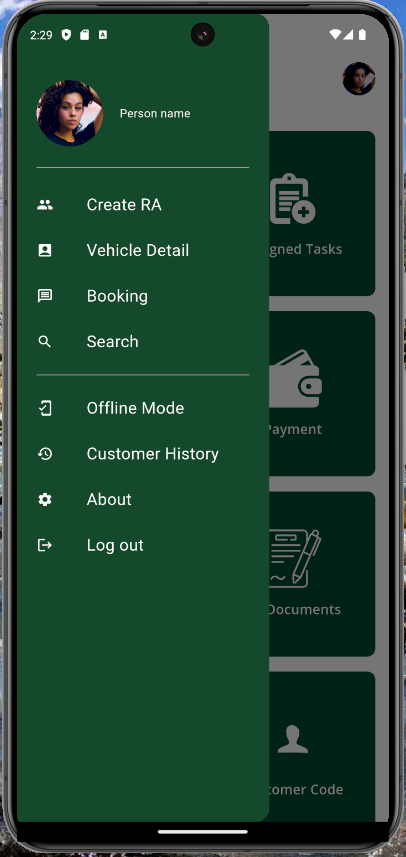 2:29
Person name
Create RA
Vehicle Detail
Booking
Search
Offline Mode
Customer History
About
Log out
gned Tasks
Payment
Documents
tomer Code